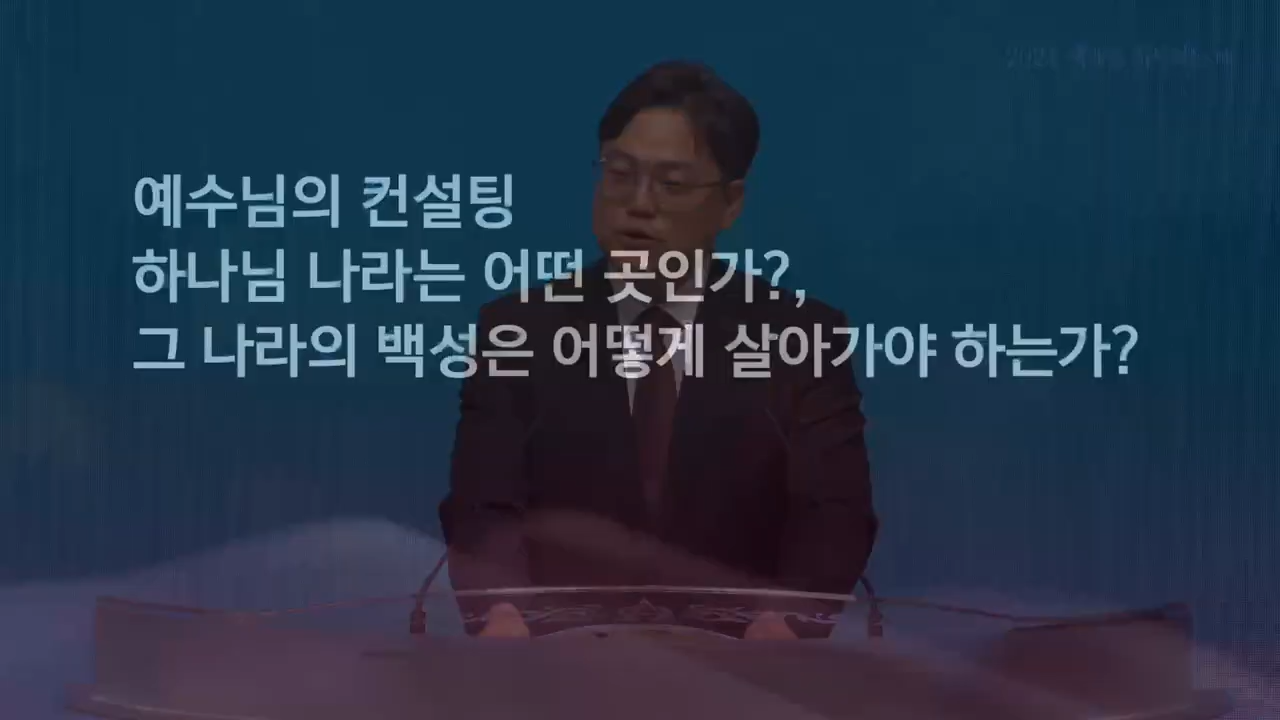 예수님의 컨설팅
하나님 나라는 어떤 곳인가?,
그 나라의 백성은 어떻게 살아가야 하는가?